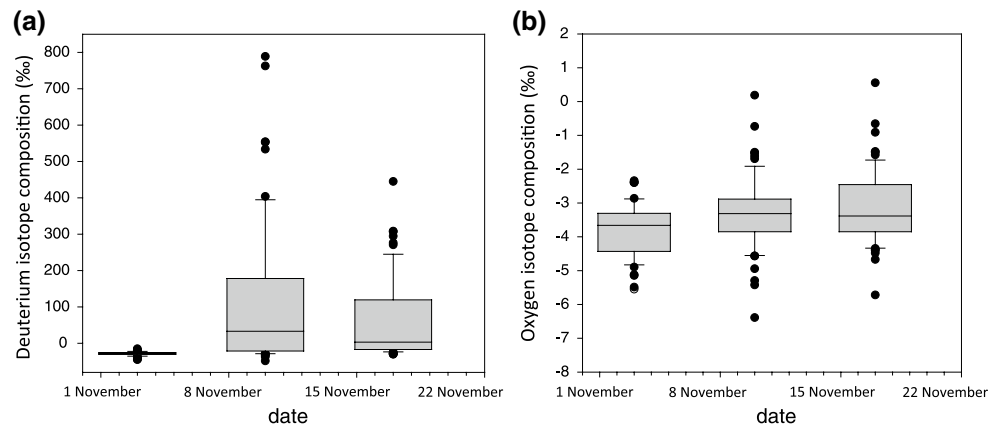 (a)
Deuterium isotope composition (‰)
800
700
600
500
400
300
200
100
0
1 November 8 November 15 November 22 November
date
(b)
Oxygen isotope composition (‰)
2
1
0
-1
-2
-3
-4
-5
-6
-7
-8
1 November 8 November 15 November 22 November
date